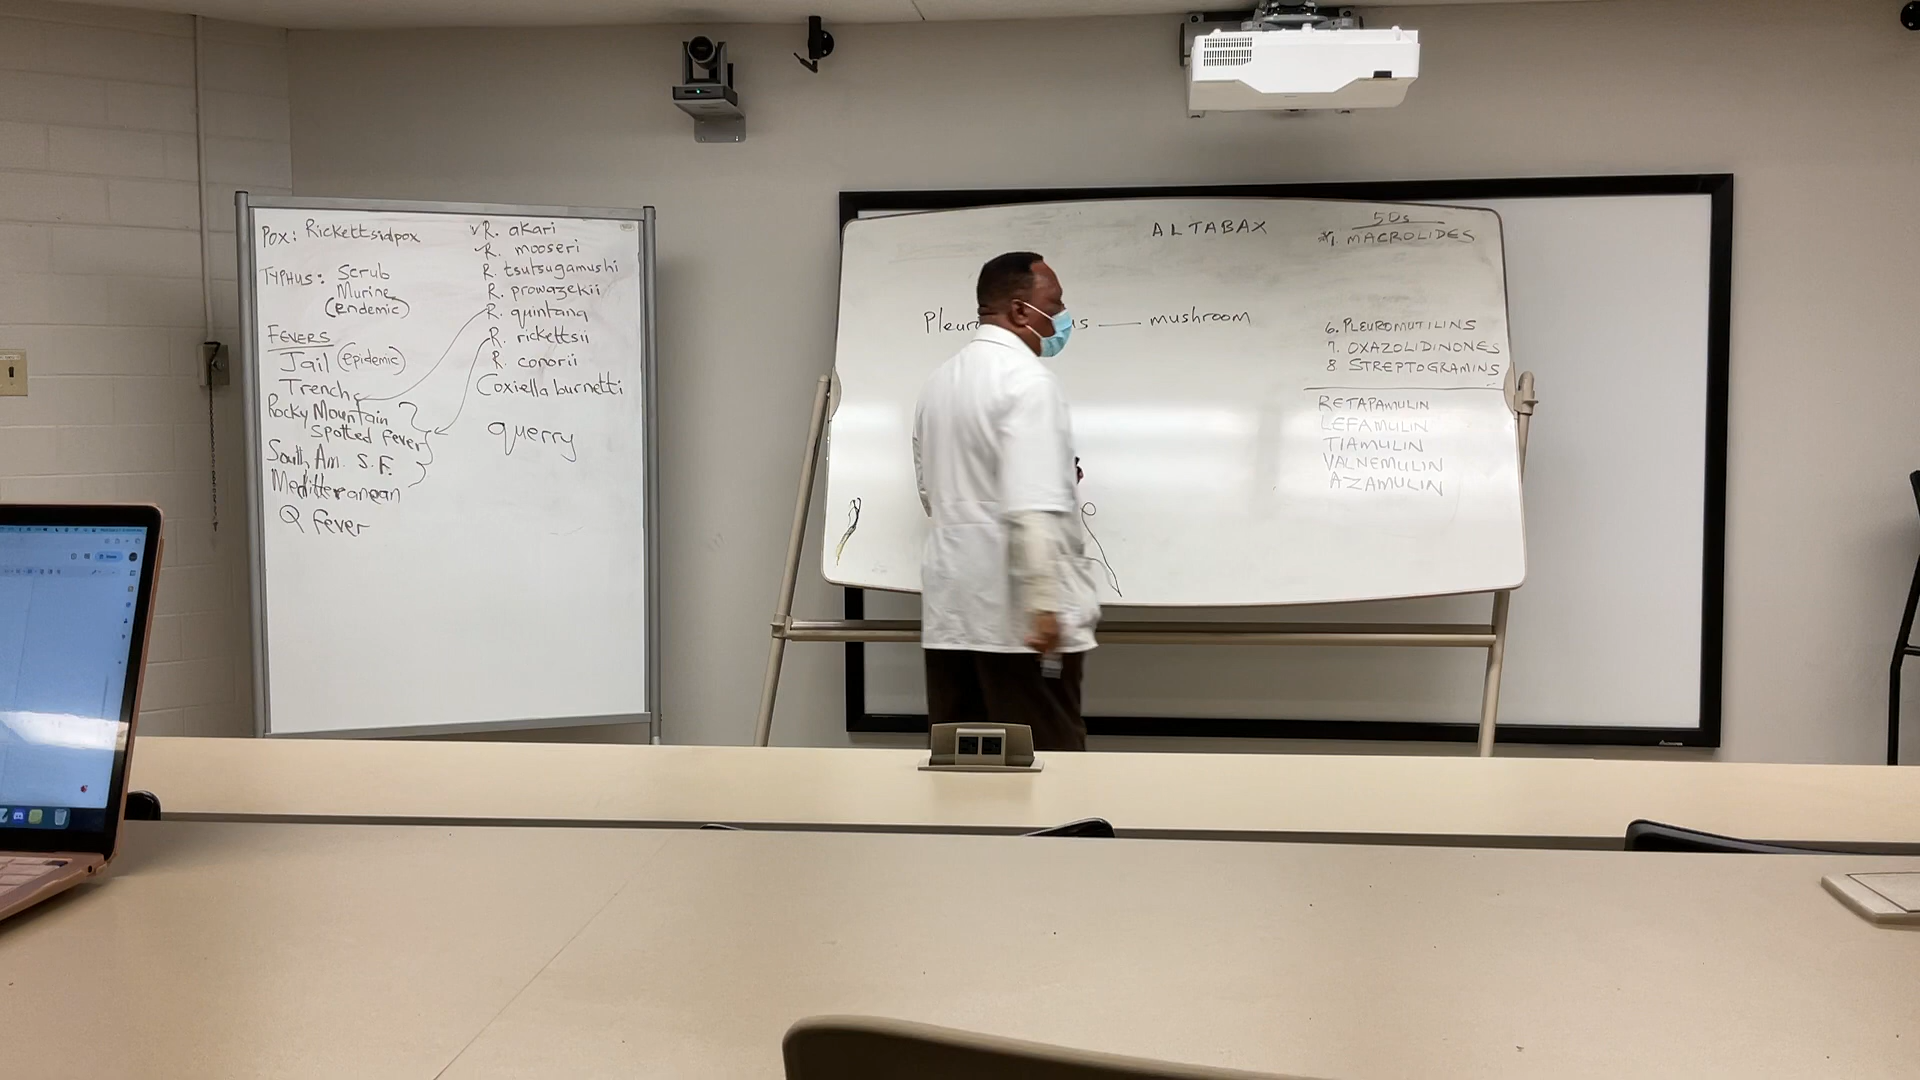 Pox: Rickettsialpox
TYPHUS: Scrub
Murine
(Endemic)
FEVERS
Jail (Epidemic)
Trench
Rocky Mountain
Spotted Fever
South Am. S.F.
Mediterranean
Q Fever
R. akari
R. mooseri
R. tsutsugamushi
R. prowazekii
R. quintana
R. rickettsii
R. conorii
Coxiella burnetti
querry
ALTABAX
mushroom
50s
*1. MACROLIDES
6. PLEUROMUTILINS
7. OXAZOLIDINONES
8 STREPTOGRAMINS
RETAPAMULIN
LEFAMULIN
TIAMULIN
VALNEMULIN
AZAMULIN